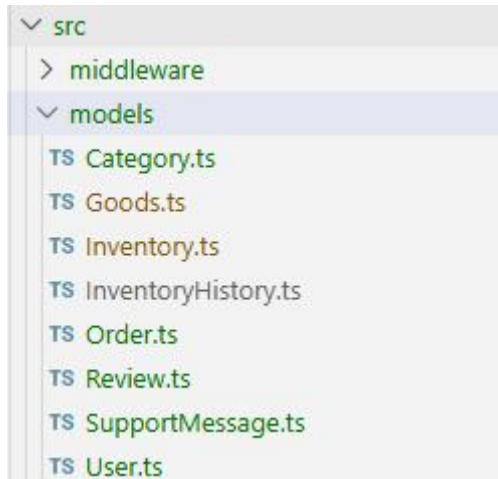 src
middleware
models
TS Category.ts
TS Goods.ts
TS Inventory.ts
TS InventoryHistory.ts
TS Order.ts
TS Review.ts
TS SupportMessage.ts
TS User.ts